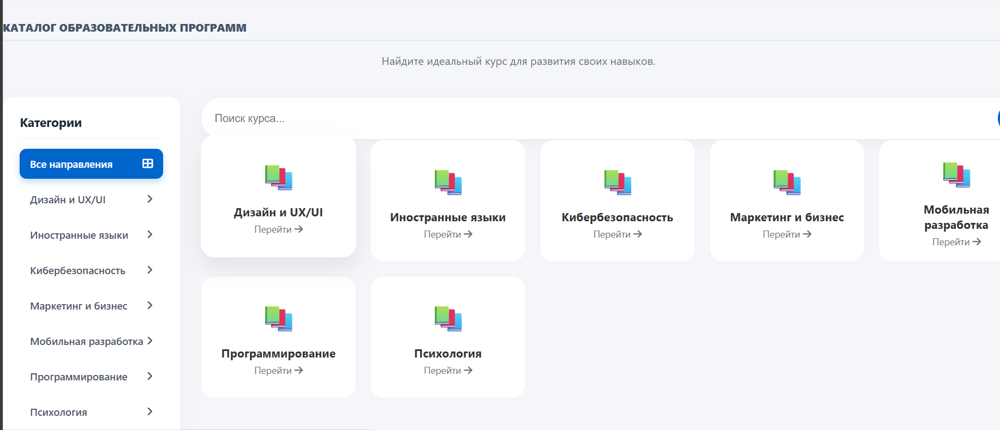 КАТАЛОГ ОБРАЗОВАТЕЛЬНЫХ ПРОГРАММ
Найдите идеальный курс для развития своих навыков.
Категории
Все направления
Дизайн и UX/UI
Иностранные языки
Кибербезопасность
Маркетинг и бизнес
Мобильная разработка
Программирование
Психология
Поиск курса...
Дизайн и UX/UI
Перейти →
Иностранные языки
Перейти →
Кибербезопасность
Перейти →
Маркетинг и бизнес
Перейти →
Мобильная
разработка
Перейти →
Программирование
Перейти →
Психология
Перейти →